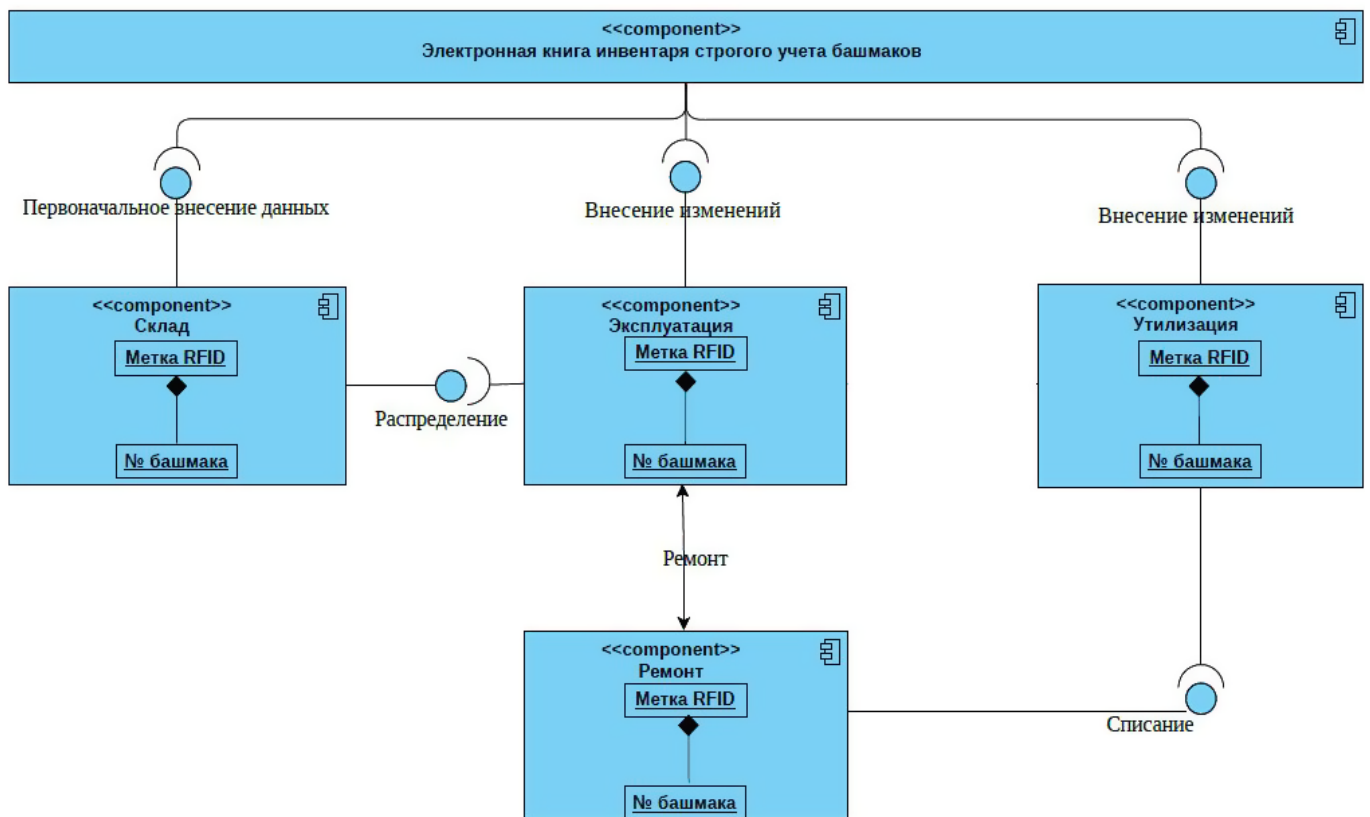 <<component>>
Электронная книга инвентаря строгого учета башмаков
Первоначальное внесение данных
Внесение изменений
Внесение изменений
<<component>>
Склад
Метка RFID
№ башмака
Распределение
<<component>>
Эксплуатация
Метка RFID
№ башмака
<<component>>
Утилизация
Метка RFID
№ башмака
Ремонт
<<component>>
Ремонт
Метка RFID
№ башмака
Списание